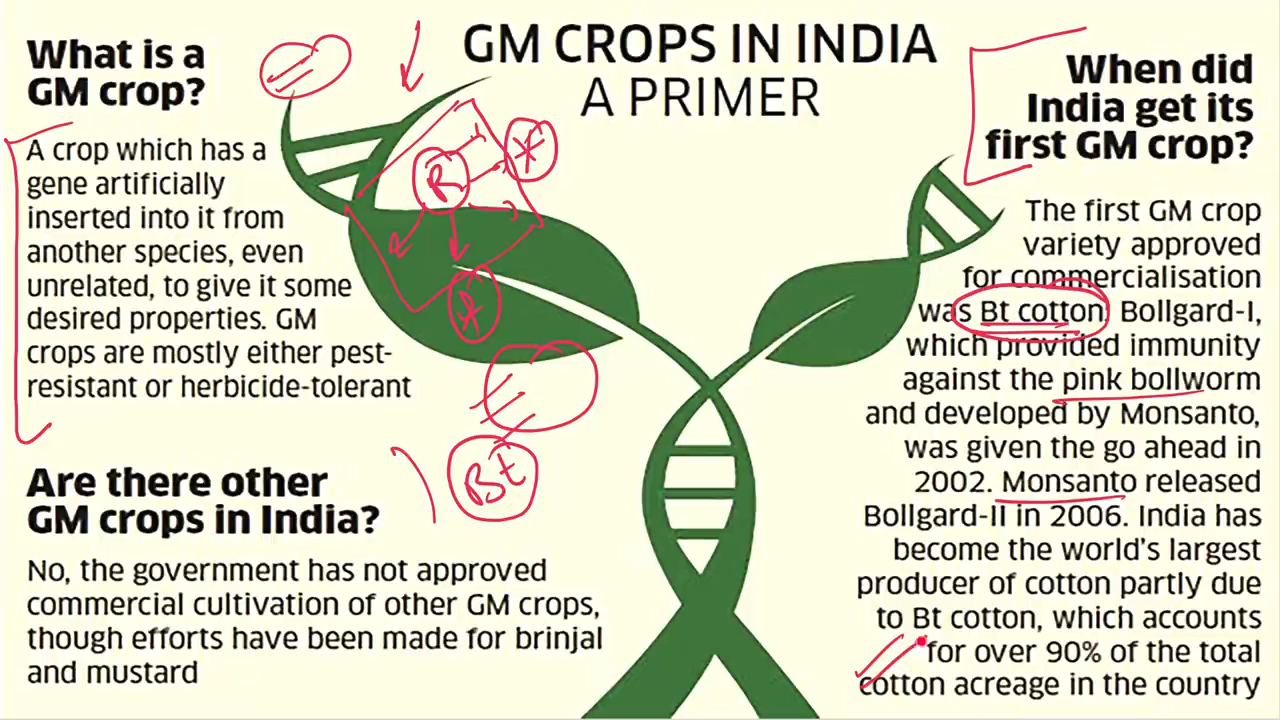 GM CROPS IN INDIA
A PRIMER
What is a
GM crop?
A crop which has a
gene artificially
inserted into it from
another species, even
unrelated, to give it some
desired properties. GM
crops are mostly either pest-
resistant or herbicide-tolerant
Are there other
GM crops in India?
No, the government has not approved
commercial cultivation of other GM crops,
though efforts have been made for brinjal
and mustard
R
Bt
When did
India get its
first GM crop?
The first GM crop
variety approved
for commercialisation
was Bt cotton, Bollgard-I,
which provided immunity
against the pink bollworm
and developed by Monsanto,
was given the go ahead in
2002. Monsanto released
Bollgard-II in 2006. India has
become the world's largest
producer of cotton partly due
to Bt cotton, which accounts
for over 90% of the total
cotton acreage in the country